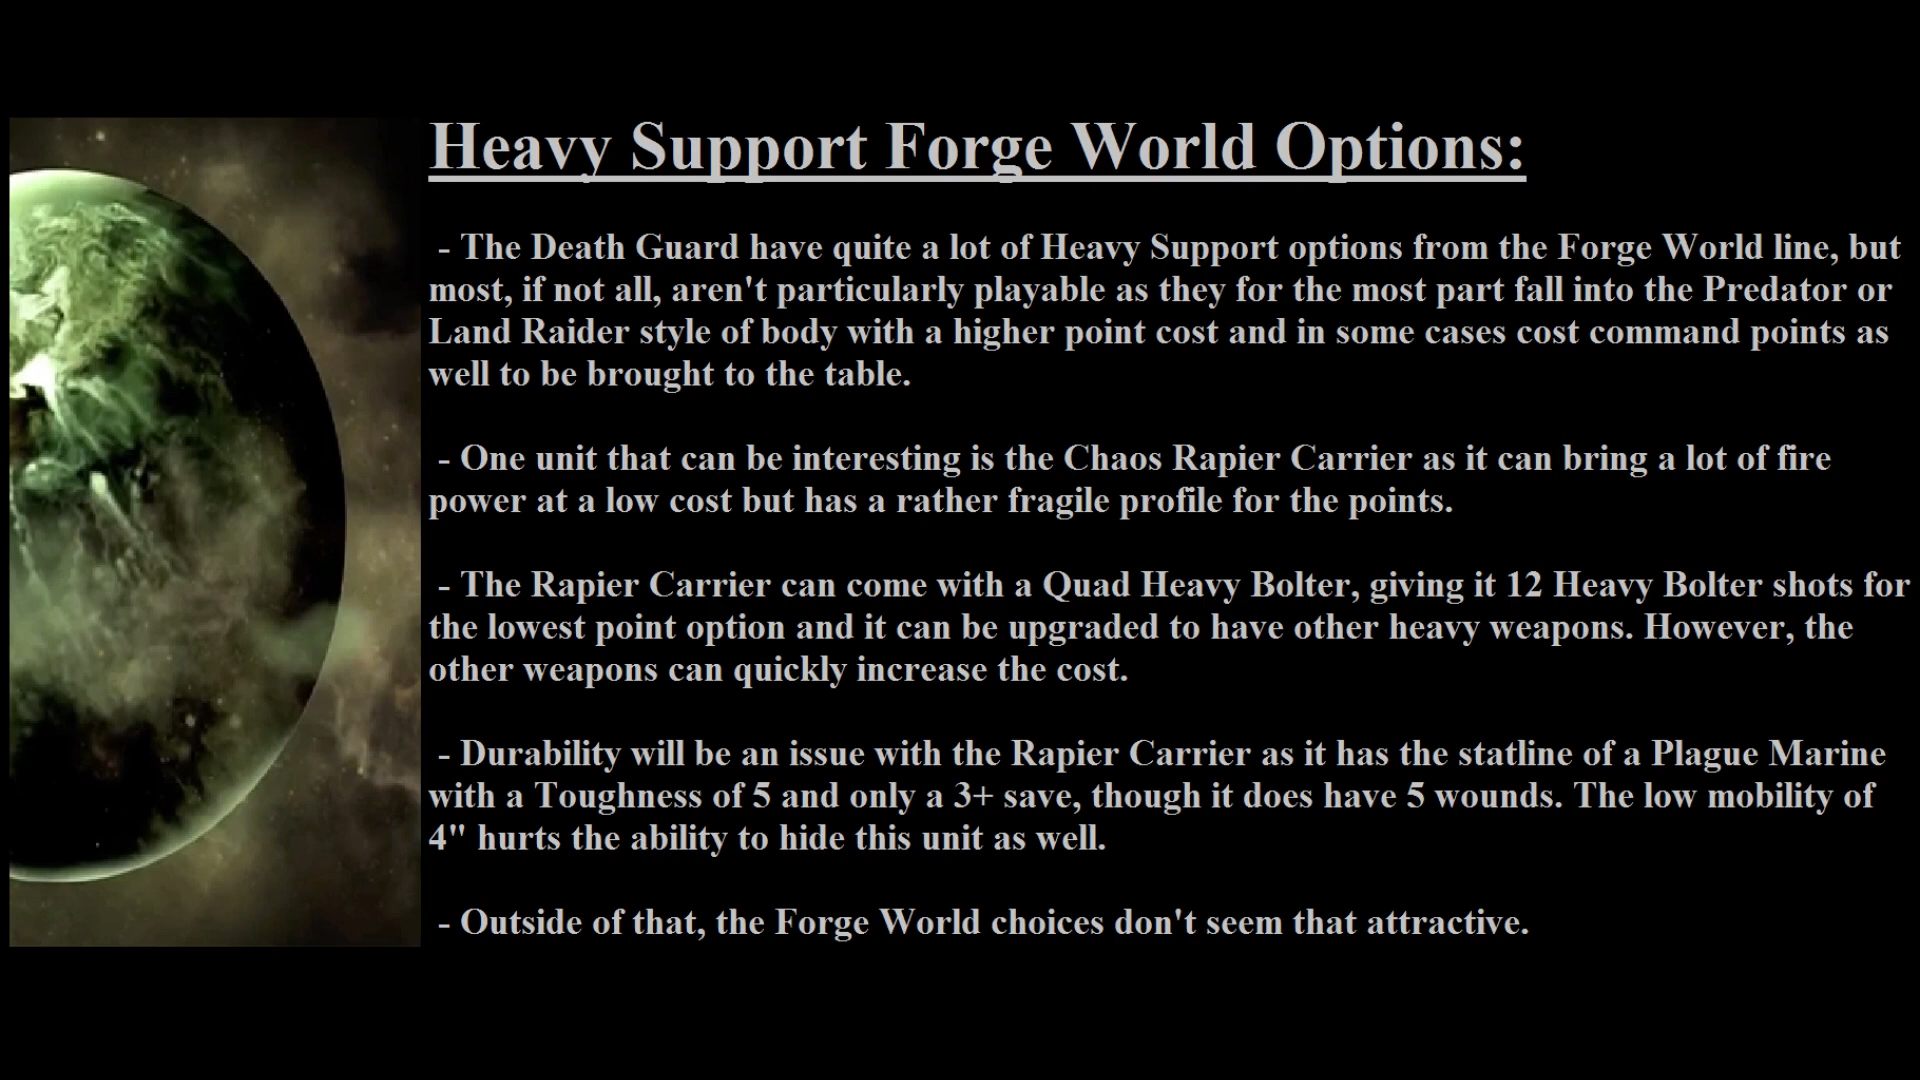 Heavy Support Forge World Options:
- The Death Guard have quite a lot of Heavy Support options from the Forge World line, but
most, if not all, aren't particularly playable as they for the most part fall into the Predator or
Land Raider style of body with a higher point cost and in some cases cost command points as
well to be brought to the table.
- One unit that can be interesting is the Chaos Rapier Carrier as it can bring a lot of fire
power at a low cost but has a rather fragile profile for the points.
- The Rapier Carrier can come with a Quad Heavy Bolter, giving it 12 Heavy Bolter shots for
the lowest point option and it can be upgraded to have other heavy weapons. However, the
other weapons can quickly increase the cost.
- Durability will be an issue with the Rapier Carrier as it has the statline of a Plague Marine
with a Toughness of 5 and only a 3+ save, though it does have 5 wounds. The low mobility of
4" hurts the ability to hide this unit as well.
- Outside of that, the Forge World choices don't seem that attractive.